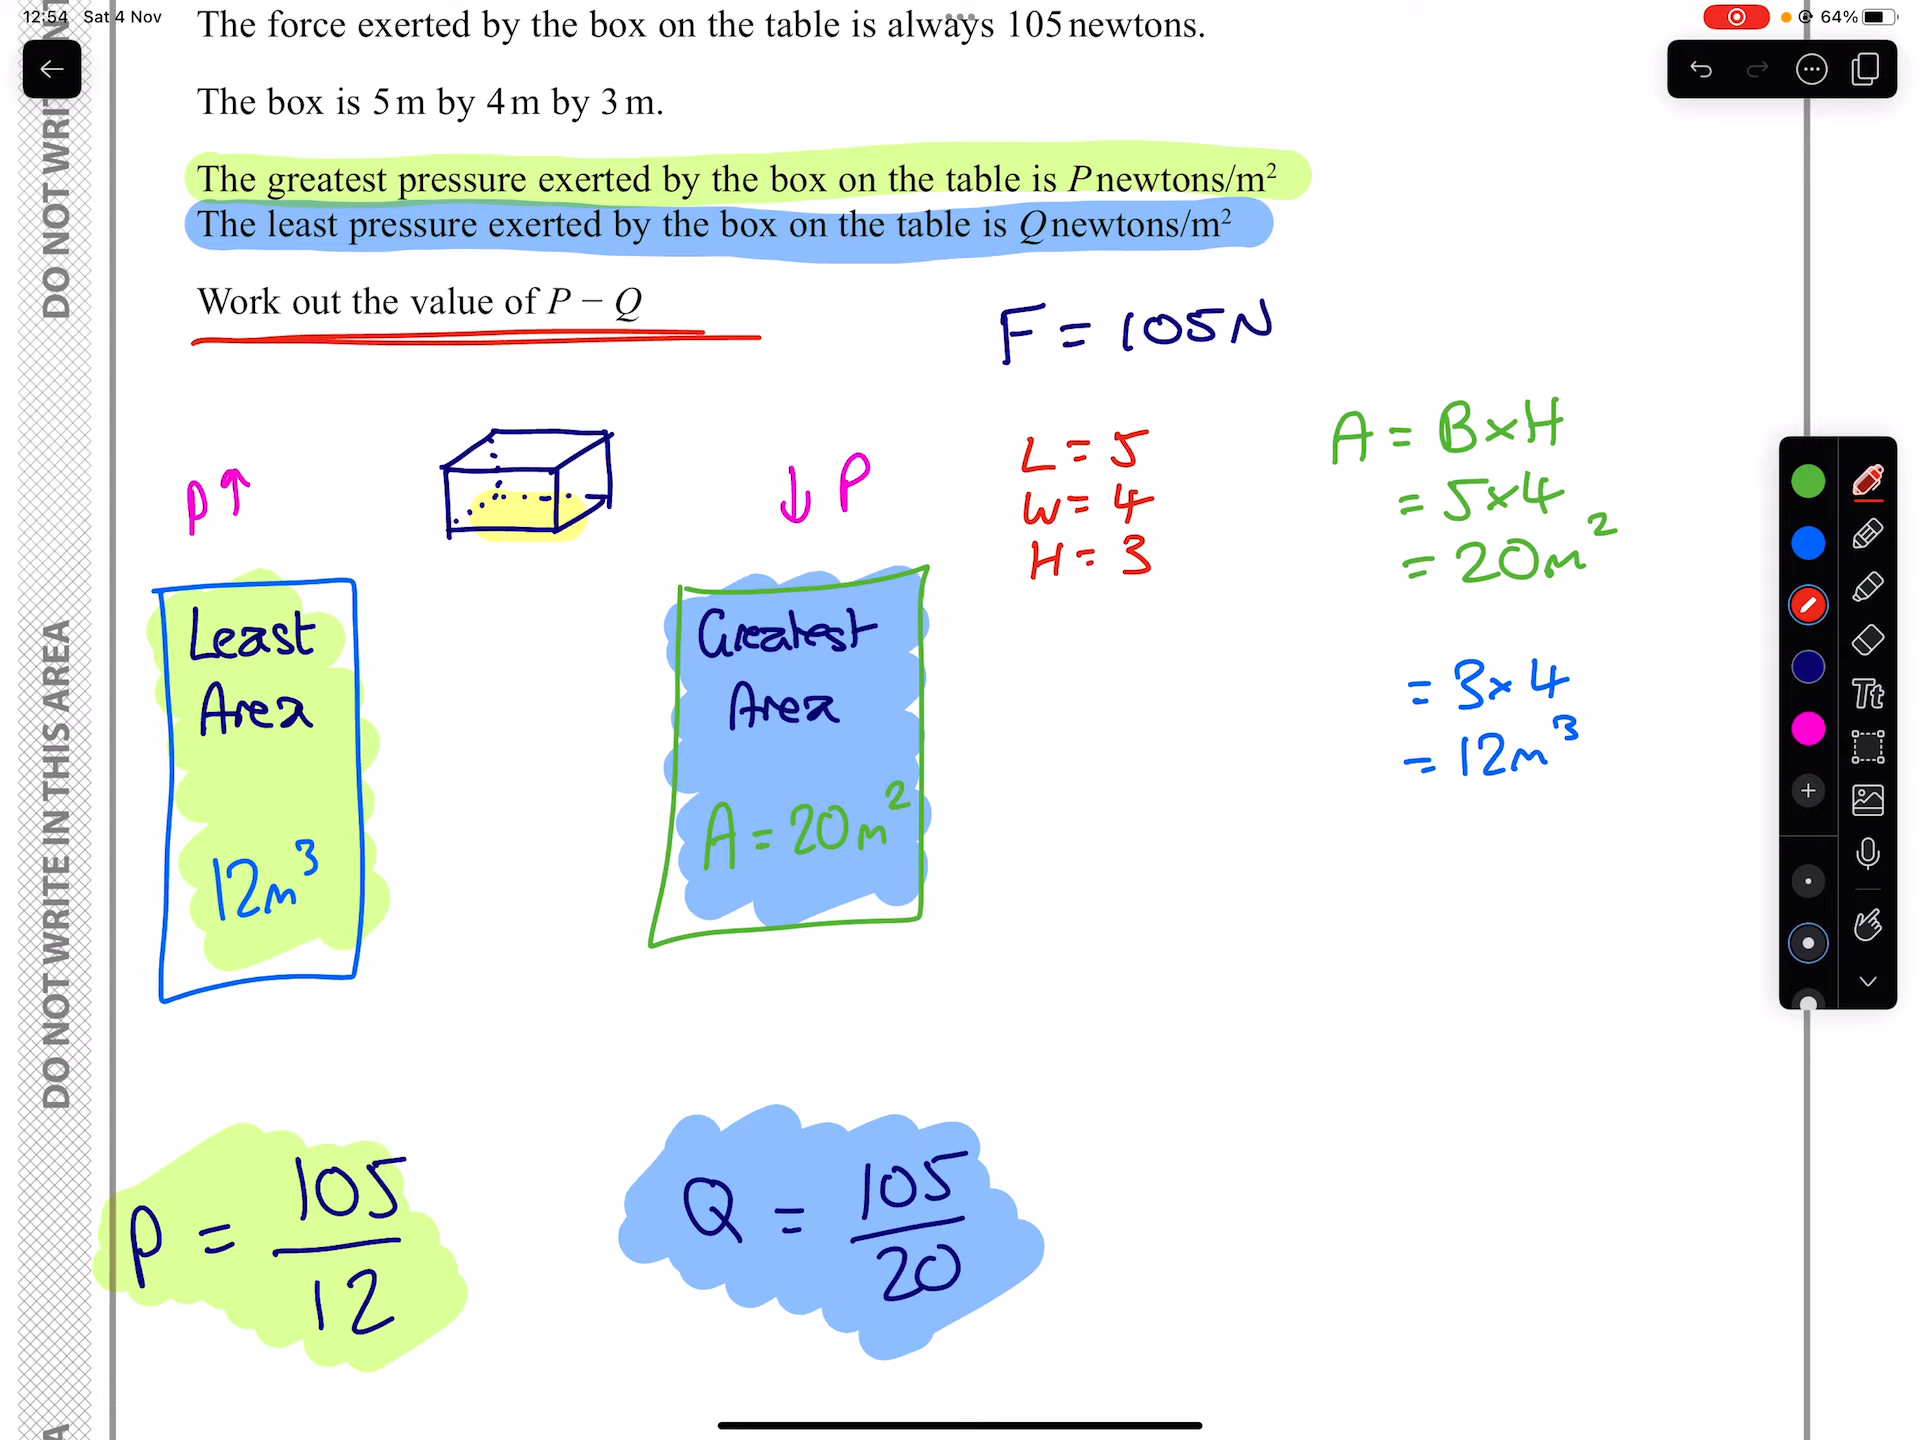 12:54 Sat 4 Nov
64%
The force exerted by the box on the table is always 105 newtons.
The box is 5 m by 4 m by 3 m.
The greatest pressure exerted by the box on the table is P newtons/m²
The least pressure exerted by the box on the table is Q newtons/m²
Work out the value of P − Q
F = 105N
P↑
↓ P
L = 5
W = 4
H = 3
A = B×H
= 5×4
= 20m²
= 3×4
= 12m³
Least
Area
12m³
Greatest
Area
A = 20m²
P = 105/12
Q = 105/20
DO NOT WRITE IN THIS AREA
DO NOT WRIT
Tt